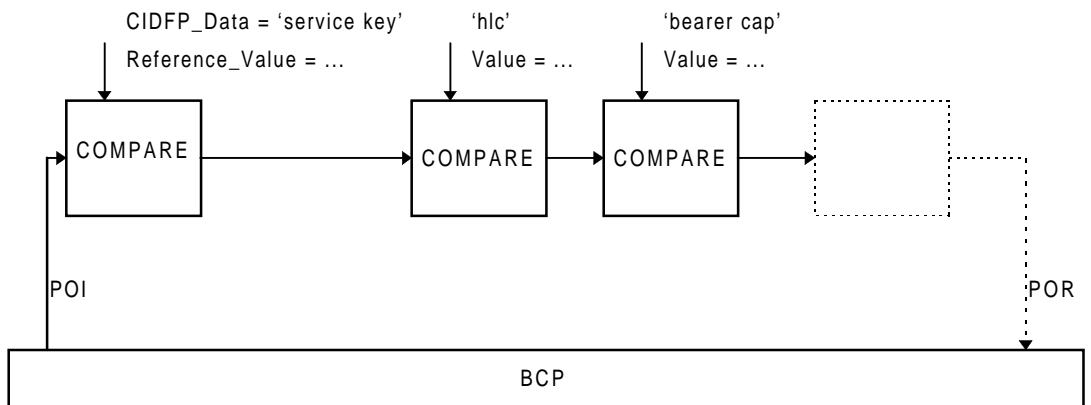 CIDFP_Data = ‘service key’
Reference_Value = ...
‘hlc’
Value = ...
‘bearer cap’
Value = ...
COMPARE
COMPARE
COMPARE
POI
POR
BCP